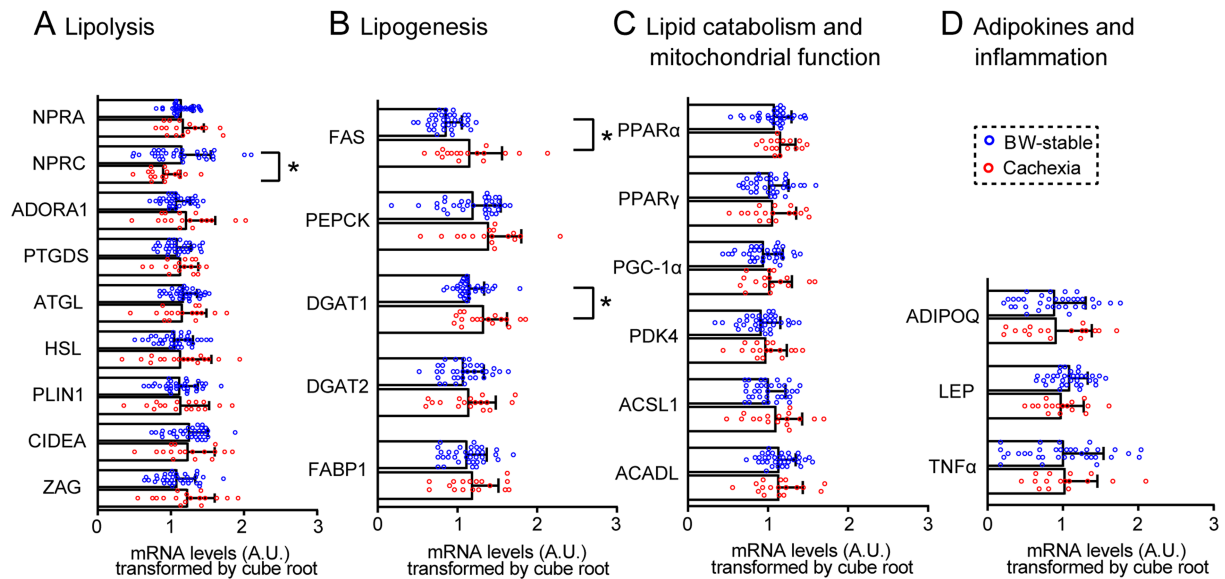 A Lipolysis
NPRA
NPRC
*
ADORA1
PTGDS
ATGL
HSL
PLIN1
CIDEA
ZAG
0 1 2 3
mRNA levels (A.U.)
transformed by cube root
B Lipogenesis
FAS
*
PEPCK
DGAT1
*
DGAT2
FABP1
0 1 2 3
mRNA levels (A.U.)
transformed by cube root
C Lipid catabolism and
mitochondrial function
PPARα
PPARγ
PGC-1α
PDK4
ACSL1
ACADL
0 1 2 3
mRNA levels (A.U.)
transformed by cube root
D Adipokines and
inflammation
BW-stable
Cachexia
ADIPOQ
LEP
TNFα
0 1 2 3
mRNA levels (A.U.)
transformed by cube root